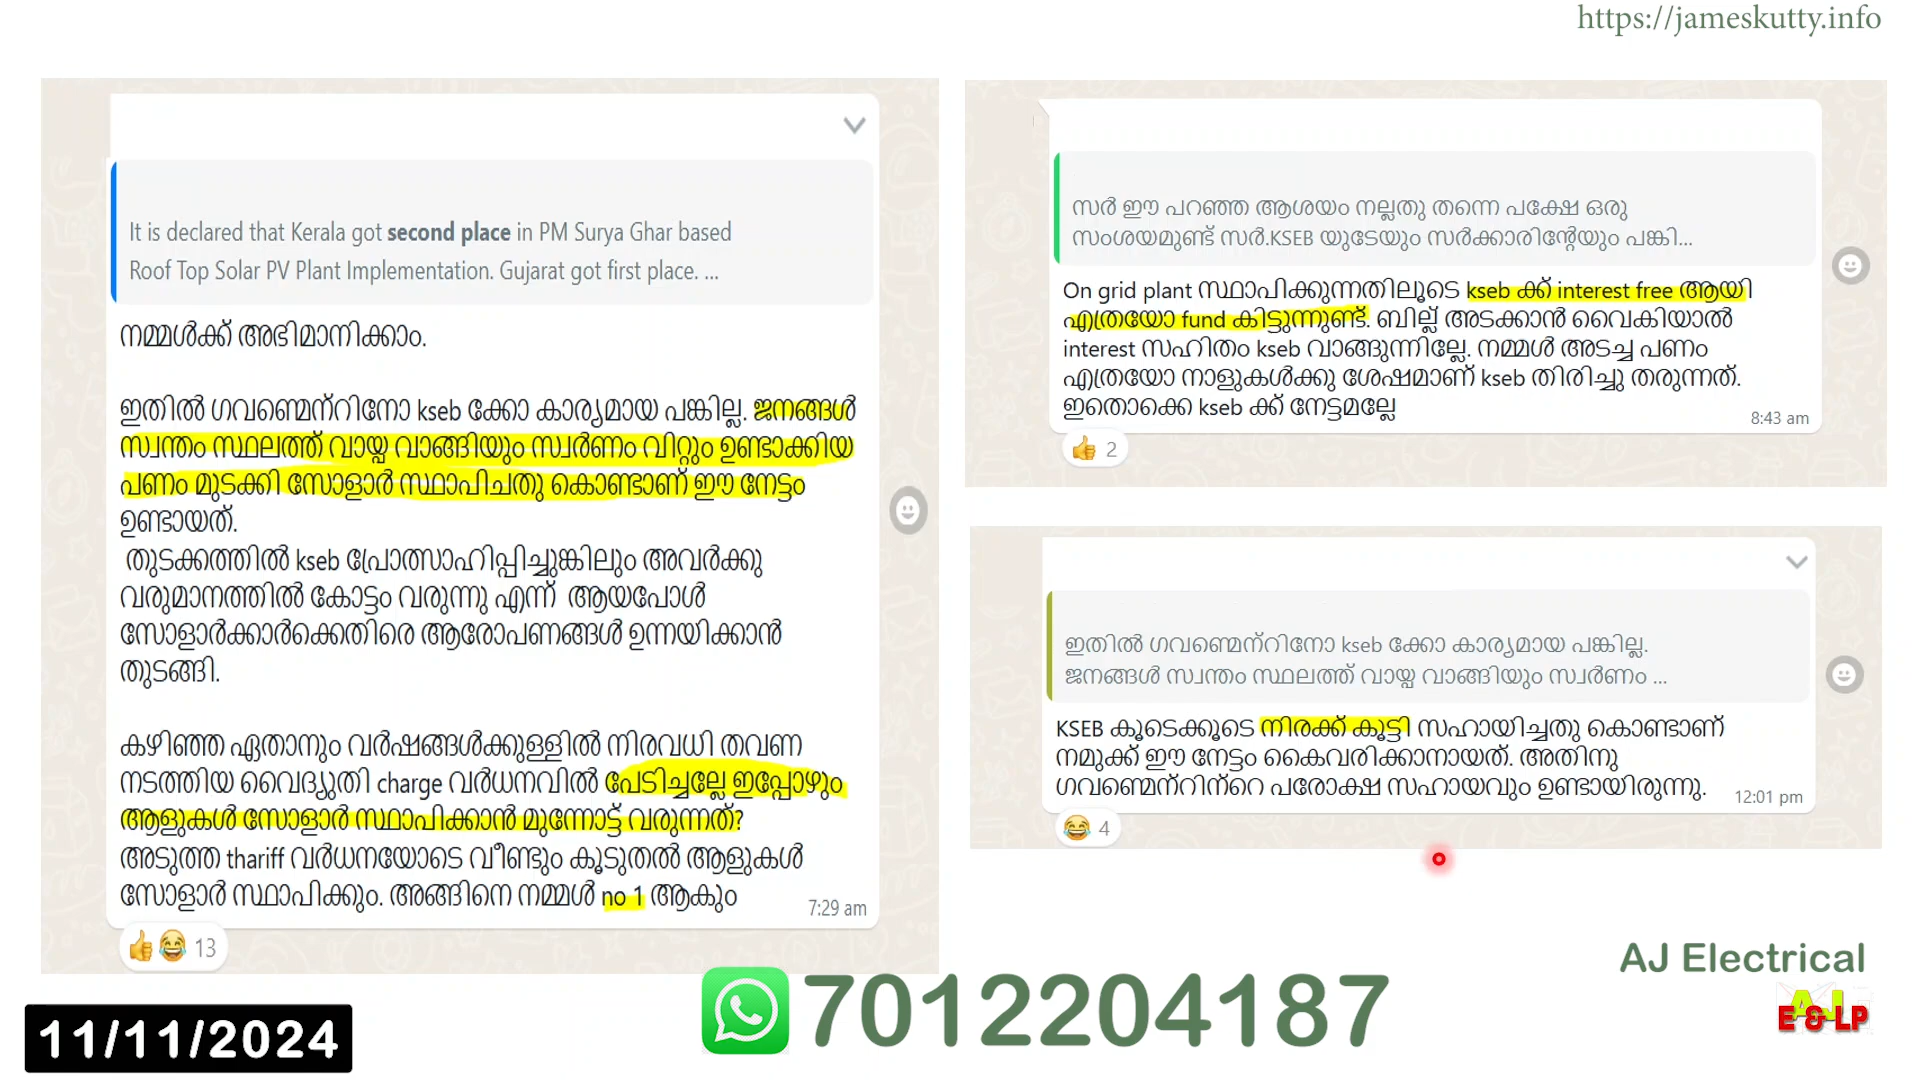 https://jameskutty.info
It is declared that Kerala got second place in PM Surya Ghar based
Roof Top Solar PV Plant Implementation. Gujarat got first place. ...
നമ്മൾക്ക് അഭിമാനിക്കാം.
ഇതിൽ ഗവണ്മെന്റിനോ kseb ക്കോ കാര്യമായ പങ്കില്ല. ജനങ്ങൾ
സ്വന്തം സ്ഥലത്ത് വായ്പ വാങ്ങിയും സ്വർണം വിറ്റും ഉണ്ടാക്കിയ
പണം മുടക്കി സോളാർ സ്ഥാപിചതു കൊണ്ടാണ് ഈ നേട്ടം
ഉണ്ടായത്.
തുടക്കത്തിൽ kseb പ്രോത്സാഹിപ്പിച്ചുങ്കിലും അവർക്കു
വരുമാനത്തിൽ കോട്ടം വരുന്നു എന്ന് ആയപോൾ
സോളാർക്കാർക്കെതിരെ ആരോപണങ്ങൾ ഉന്നയിക്കാൻ
തുടങ്ങി.
കഴിഞ്ഞ ഏതാനും വർഷങ്ങൾക്കുള്ളിൽ നിരവധി തവണ
നടത്തിയ വൈദ്യുതി charge വർധനവിൽ പേടിച്ചല്ലേ ഇപ്പോഴും
ആളുകൾ സോളാർ സ്ഥാപിക്കാൻ മുന്നോട്ട് വരുന്നത്?
അടുത്ത thariff വർധനയോടെ വീണ്ടും കൂടുതൽ ആളുകൾ
സോളാർ സ്ഥാപിക്കും. അങ്ങിനെ നമ്മൾ no 1 ആകും
7:29 am
13
സർ ഈ പറഞ്ഞ ആശയം നല്ലതു തന്നെ പക്ഷേ ഒരു
സംശയമുണ്ട് സർ.KSEB യുടേയും സർക്കാരിന്റേയും പങ്കി...
On grid plant സ്ഥാപിക്കുന്നതിലൂടെ kseb ക്ക് interest free ആയി
എത്രയോ fund കിട്ടുന്നുണ്ട്. ബില്ല് അടക്കാൻ വൈകിയാൽ
interest സഹിതം kseb വാങ്ങുന്നില്ലേ. നമ്മൾ അടച്ച പണം
എത്രയോ നാളുകൾക്കു ശേഷമാണ് kseb തിരിച്ചു തരുന്നത്.
ഇതൊക്കെ kseb ക്ക് നേട്ടമല്ലേ
8:43 am
2
ഇതിൽ ഗവണ്മെന്റിനോ kseb ക്കോ കാര്യമായ പങ്കില്ല.
ജനങ്ങൾ സ്വന്തം സ്ഥലത്ത് വായ്പ വാങ്ങിയും സ്വർണം ...
KSEB കൂടെക്കൂടെ നിരക്ക് കൂട്ടി സഹായിച്ചതു കൊണ്ടാണ്
നമുക്ക് ഈ നേട്ടം കൈവരിക്കാനായത്. അതിനു
ഗവണ്മെന്റിന്റെ പരോക്ഷ സഹായവും ഉണ്ടായിരുന്നു.
12:01 pm
4
AJ Electrical
AJ
E & LP
7012204187
11/11/2024